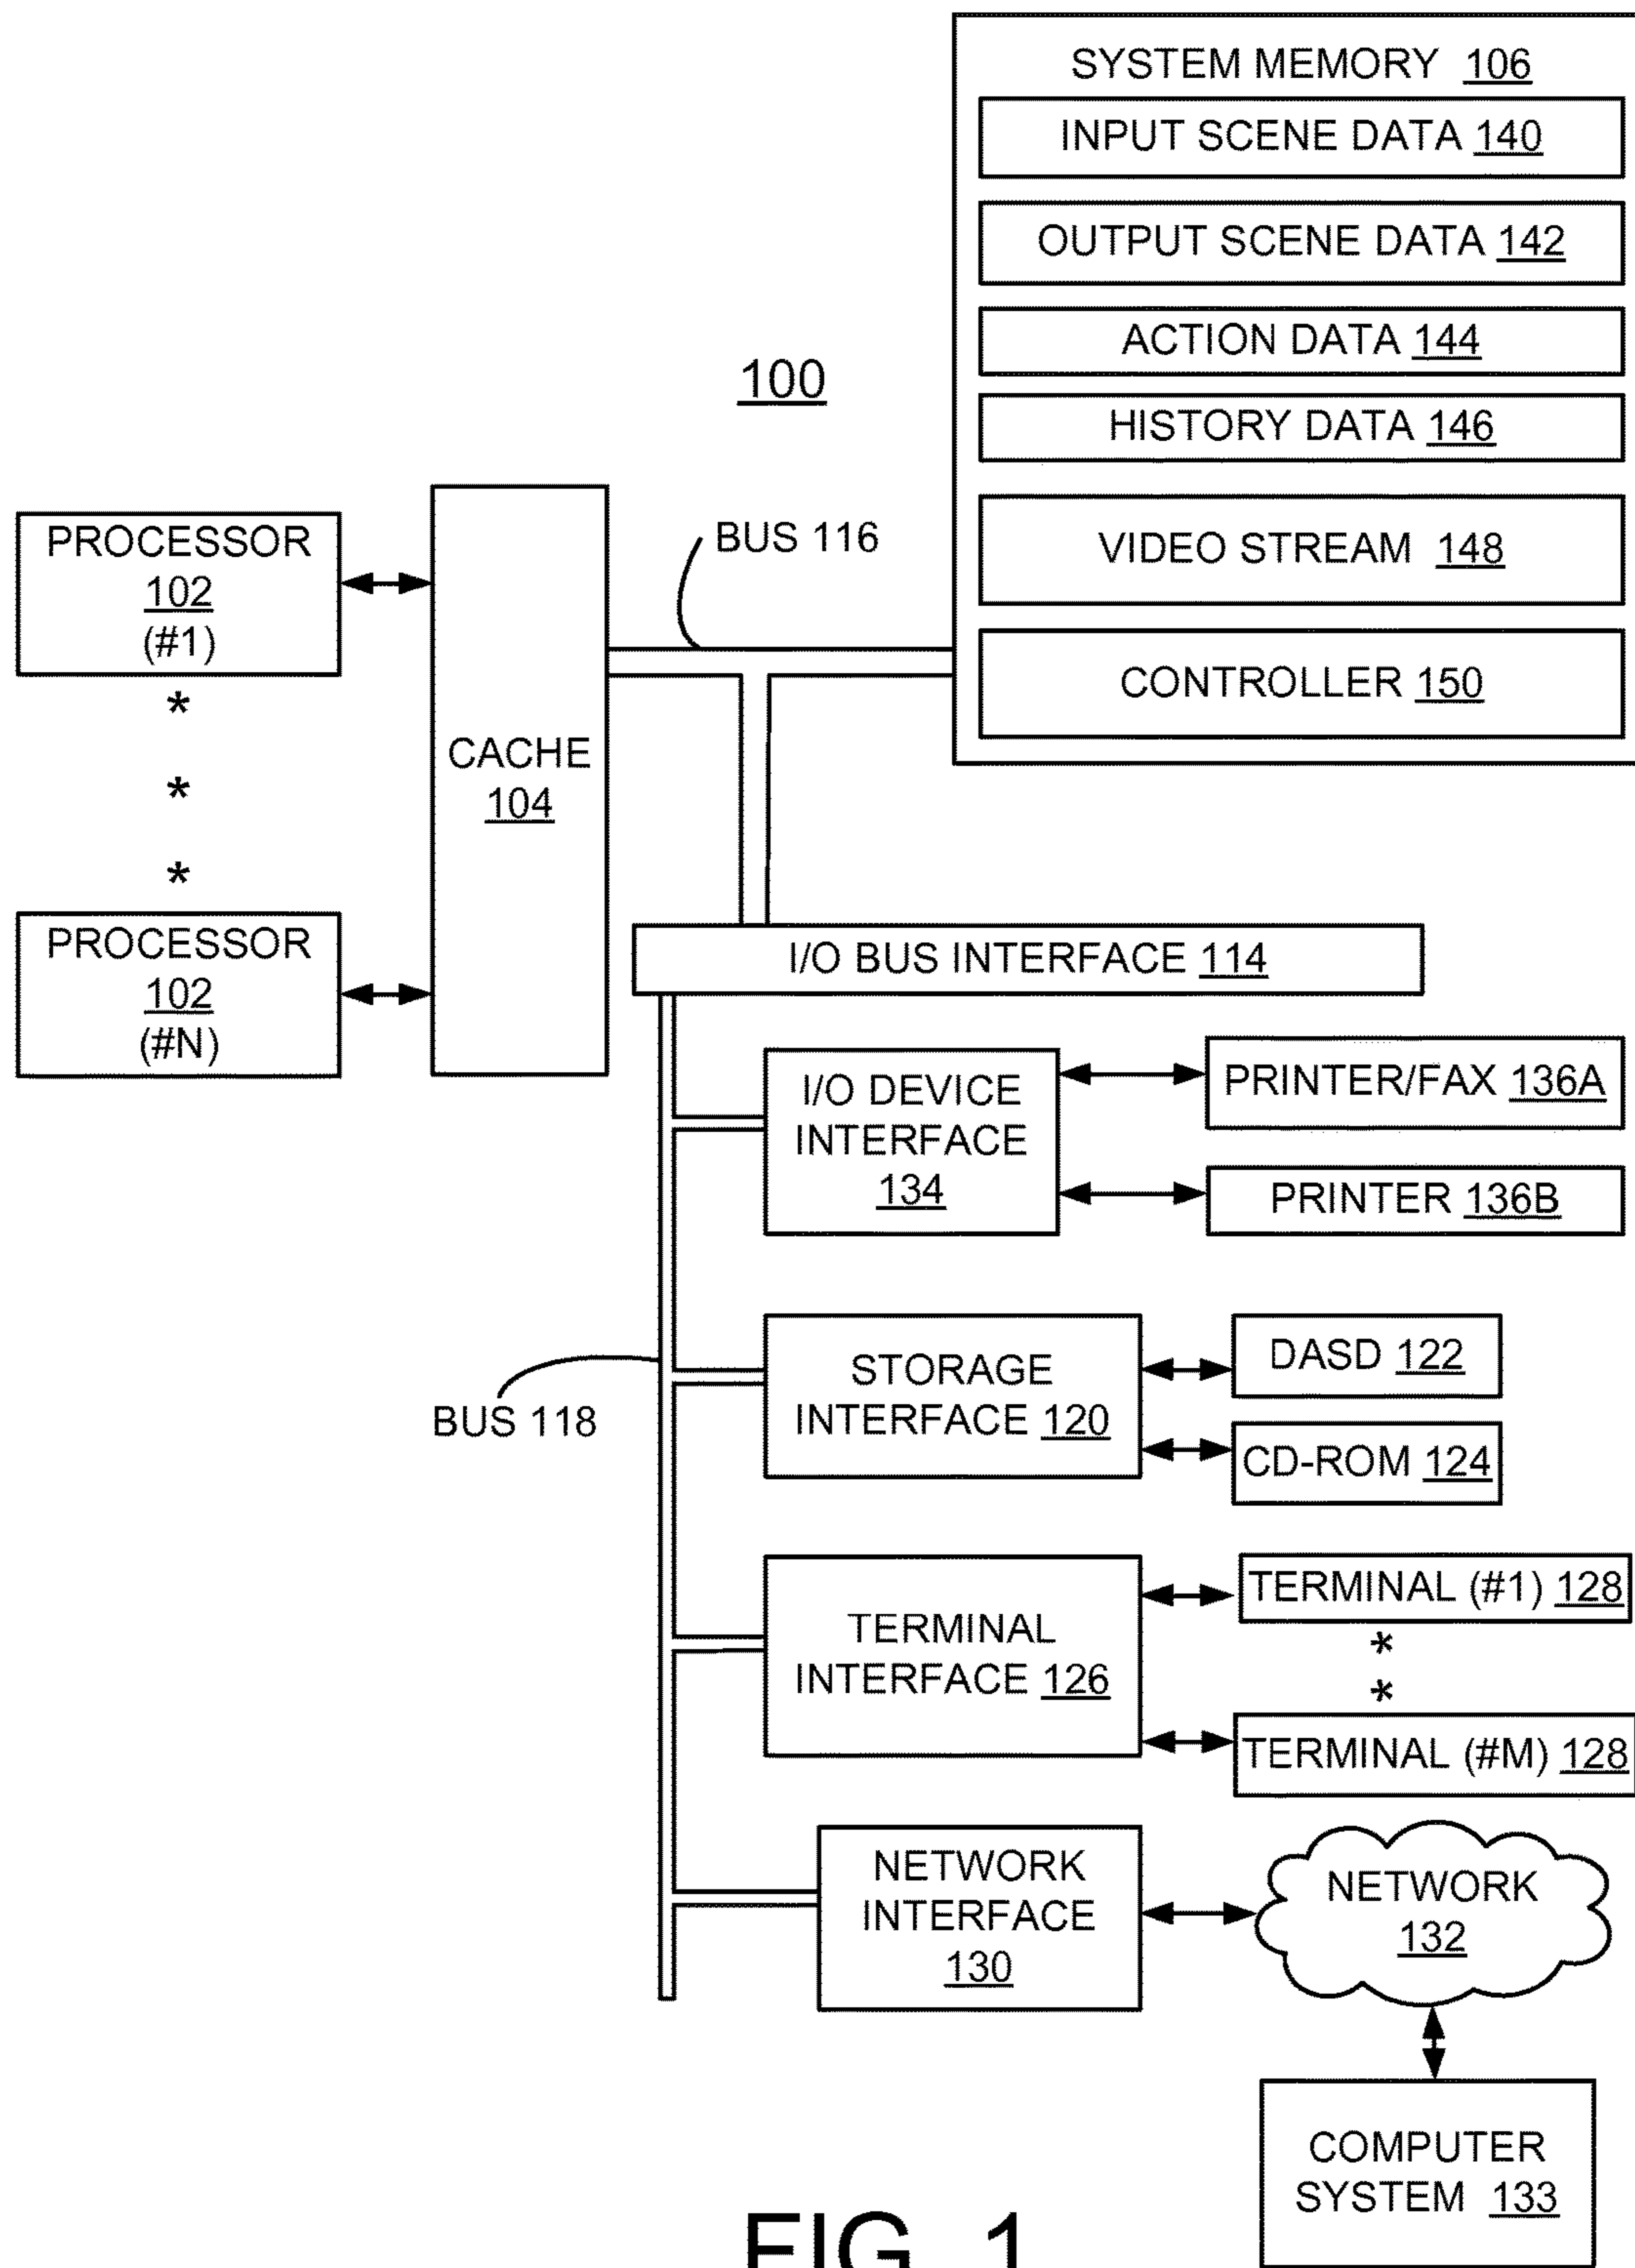 SYSTEM MEMORY 106
INPUT SCENE DATA 140
OUTPUT SCENE DATA 142
ACTION DATA 144
HISTORY DATA 146
VIDEO STREAM 148
CONTROLLER 150
100
BUS 116
PROCESSOR
102
(#1)
*
*
*
PROCESSOR
102
(#N)
CACHE
104
I/O BUS INTERFACE 114
I/O DEVICE
INTERFACE
134
PRINTER/FAX 136A
PRINTER 136B
BUS 118
STORAGE
INTERFACE 120
DASD 122
CD-ROM 124
TERMINAL
INTERFACE 126
TERMINAL (#1) 128
*
*
TERMINAL (#M) 128
NETWORK
INTERFACE
130
NETWORK
132
COMPUTER
SYSTEM 133
FIG. 1